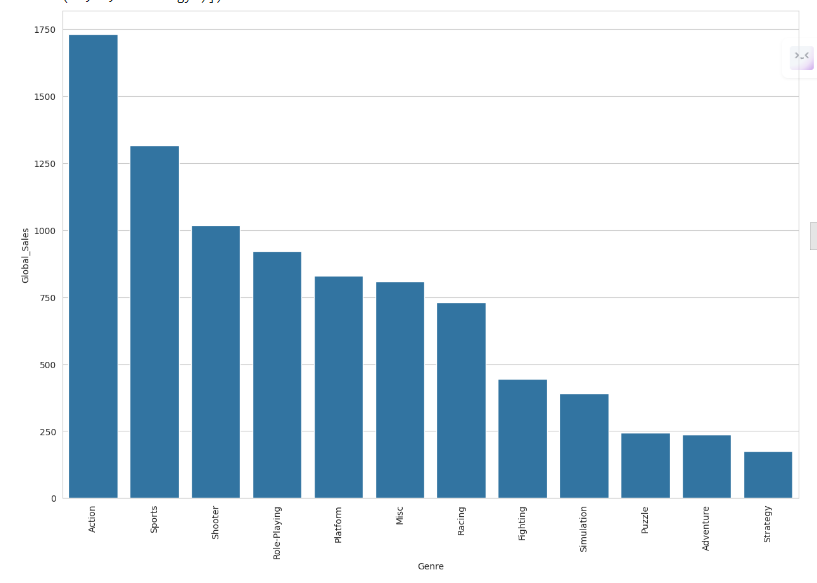 1750
1500
1250
1000
750
500
250
0
Global_Sales
Action
Sports
Shooter
Role-Playing
Platform
Misc
Racing
Fighting
Simulation
Puzzle
Adventure
Strategy
Genre